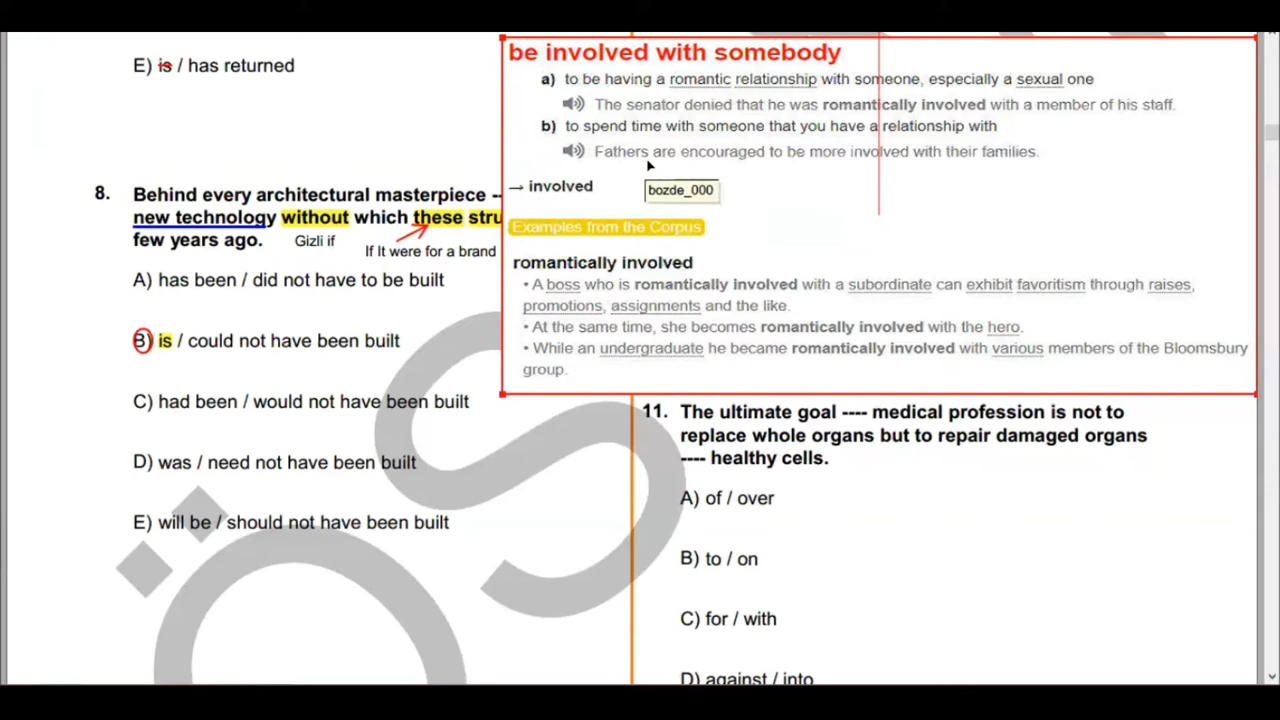 E) is / has returned
8. Behind every architectural masterpiece --
new technology without which these stru
few years ago.
Gizli if
If It were for a brand
A) has been / did not have to be built
B) is / could not have been built
C) had been / would not have been built
D) was / need not have been built
E) will be / should not have been built
be involved with somebody
a) to be having a romantic relationship with someone, especially a sexual one
The senator denied that he was romantically involved with a member of his staff.
b) to spend time with someone that you have a relationship with
Fathers are encouraged to be more involved with their families.
→ involved
bozde_000
Examples from the Corpus
romantically involved
• A boss who is romantically involved with a subordinate can exhibit favoritism through raises,
promotions, assignments and the like.
• At the same time, she becomes romantically involved with the hero.
• While an undergraduate he became romantically involved with various members of the Bloomsbury
group.
11. The ultimate goal ---- medical profession is not to
replace whole organs but to repair damaged organs
---- healthy cells.
A) of / over
B) to / on
C) for / with
D) against / into
ÖS